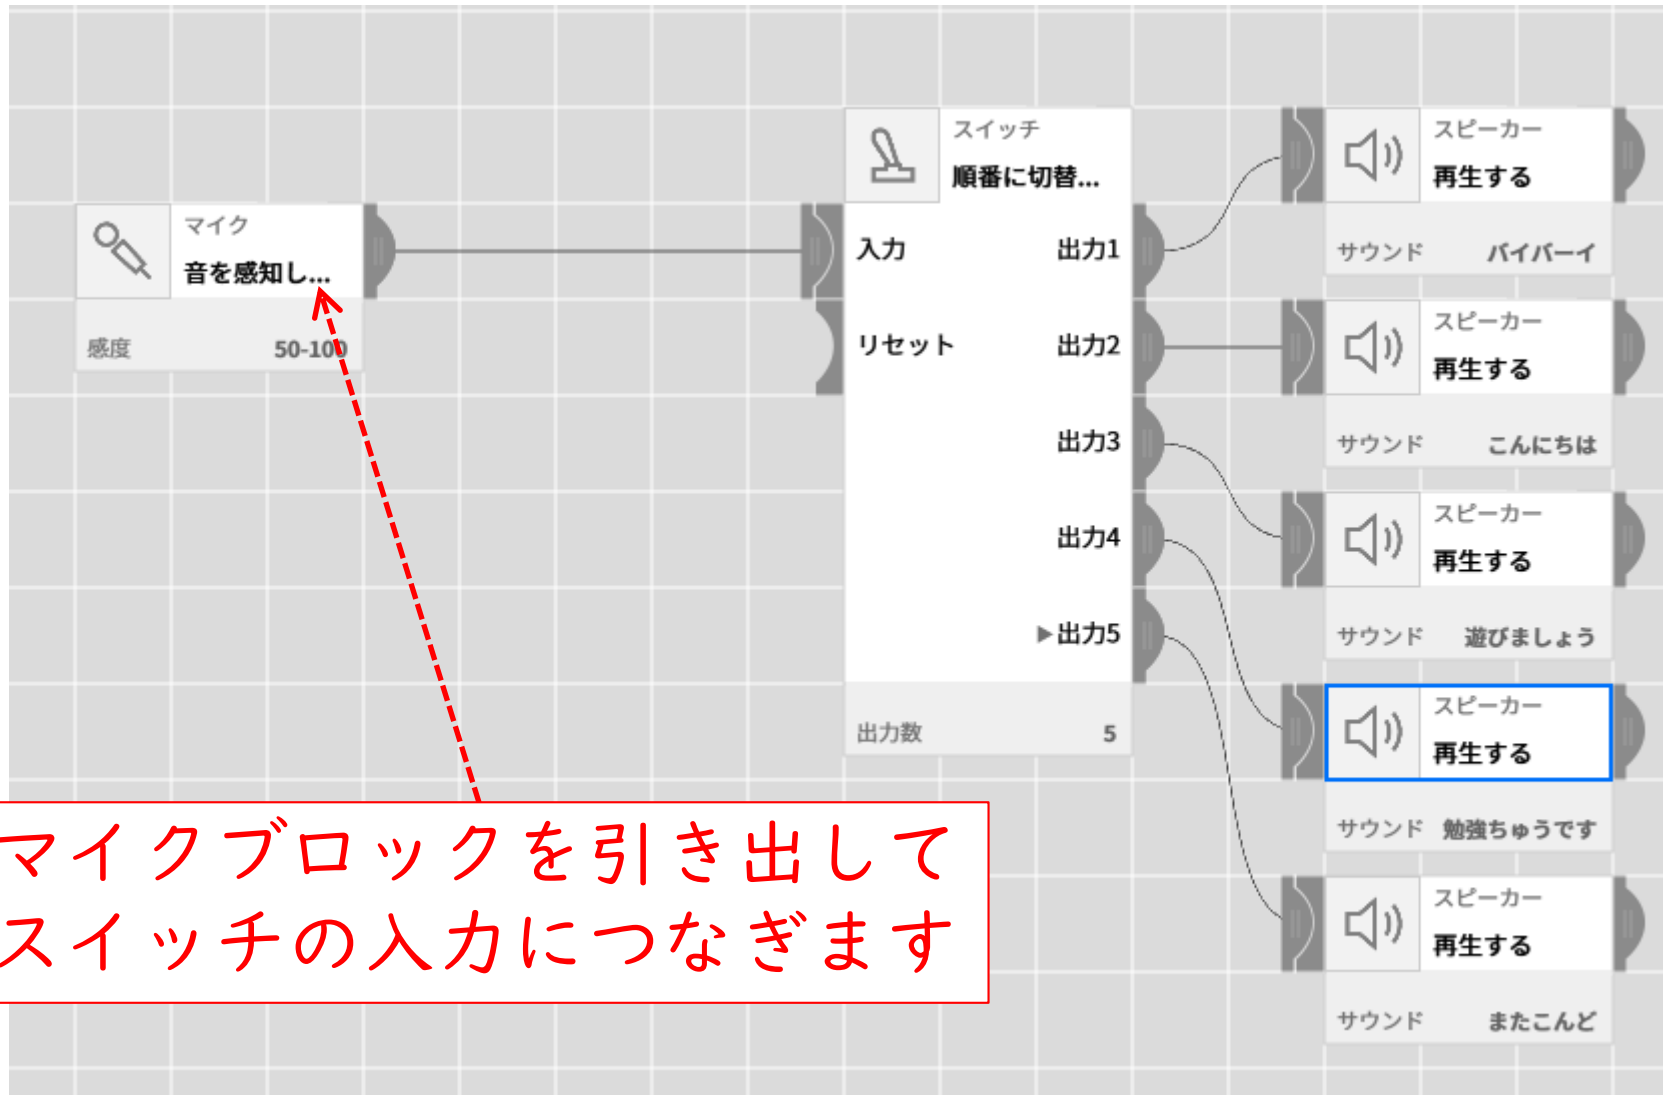 マイク
音を感知し...
感度 50-100
スイッチ
順番に切替...
入力 出力1
リセット 出力2
出力3
出力4
▶出力5
出力数 5
スピーカー
再生する
サウンド バイバーイ
スピーカー
再生する
サウンド こんにちは
スピーカー
再生する
サウンド 遊びましょう
スピーカー
再生する
サウンド 勉強ちゅうです
スピーカー
再生する
サウンド またこんど
マイクブロックを引き出して
スイッチの入力につなぎます